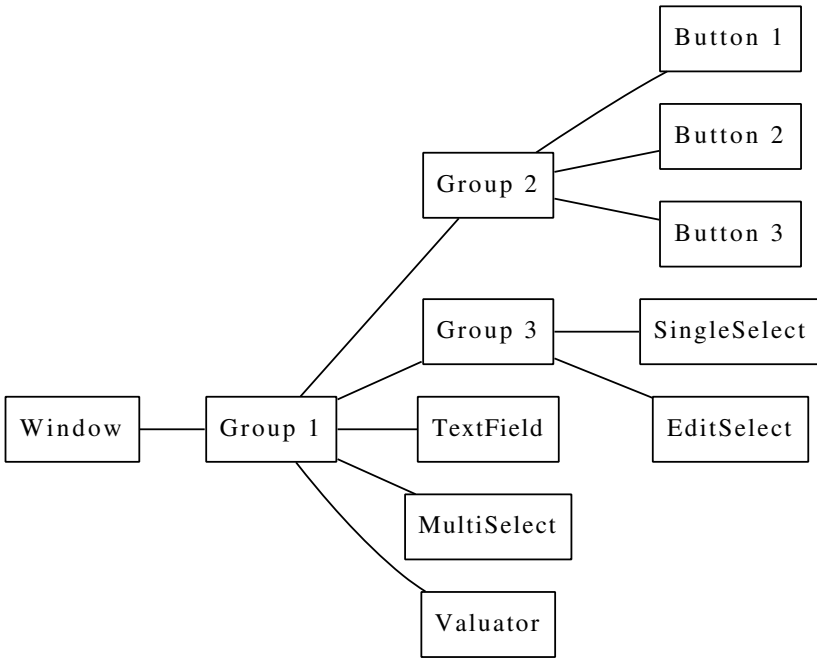 Button 1
Button 2
Group 2
Button 3
Group 3
SingleSelect
Window
Group 1
TextField
EditSelect
MultiSelect
Valuator